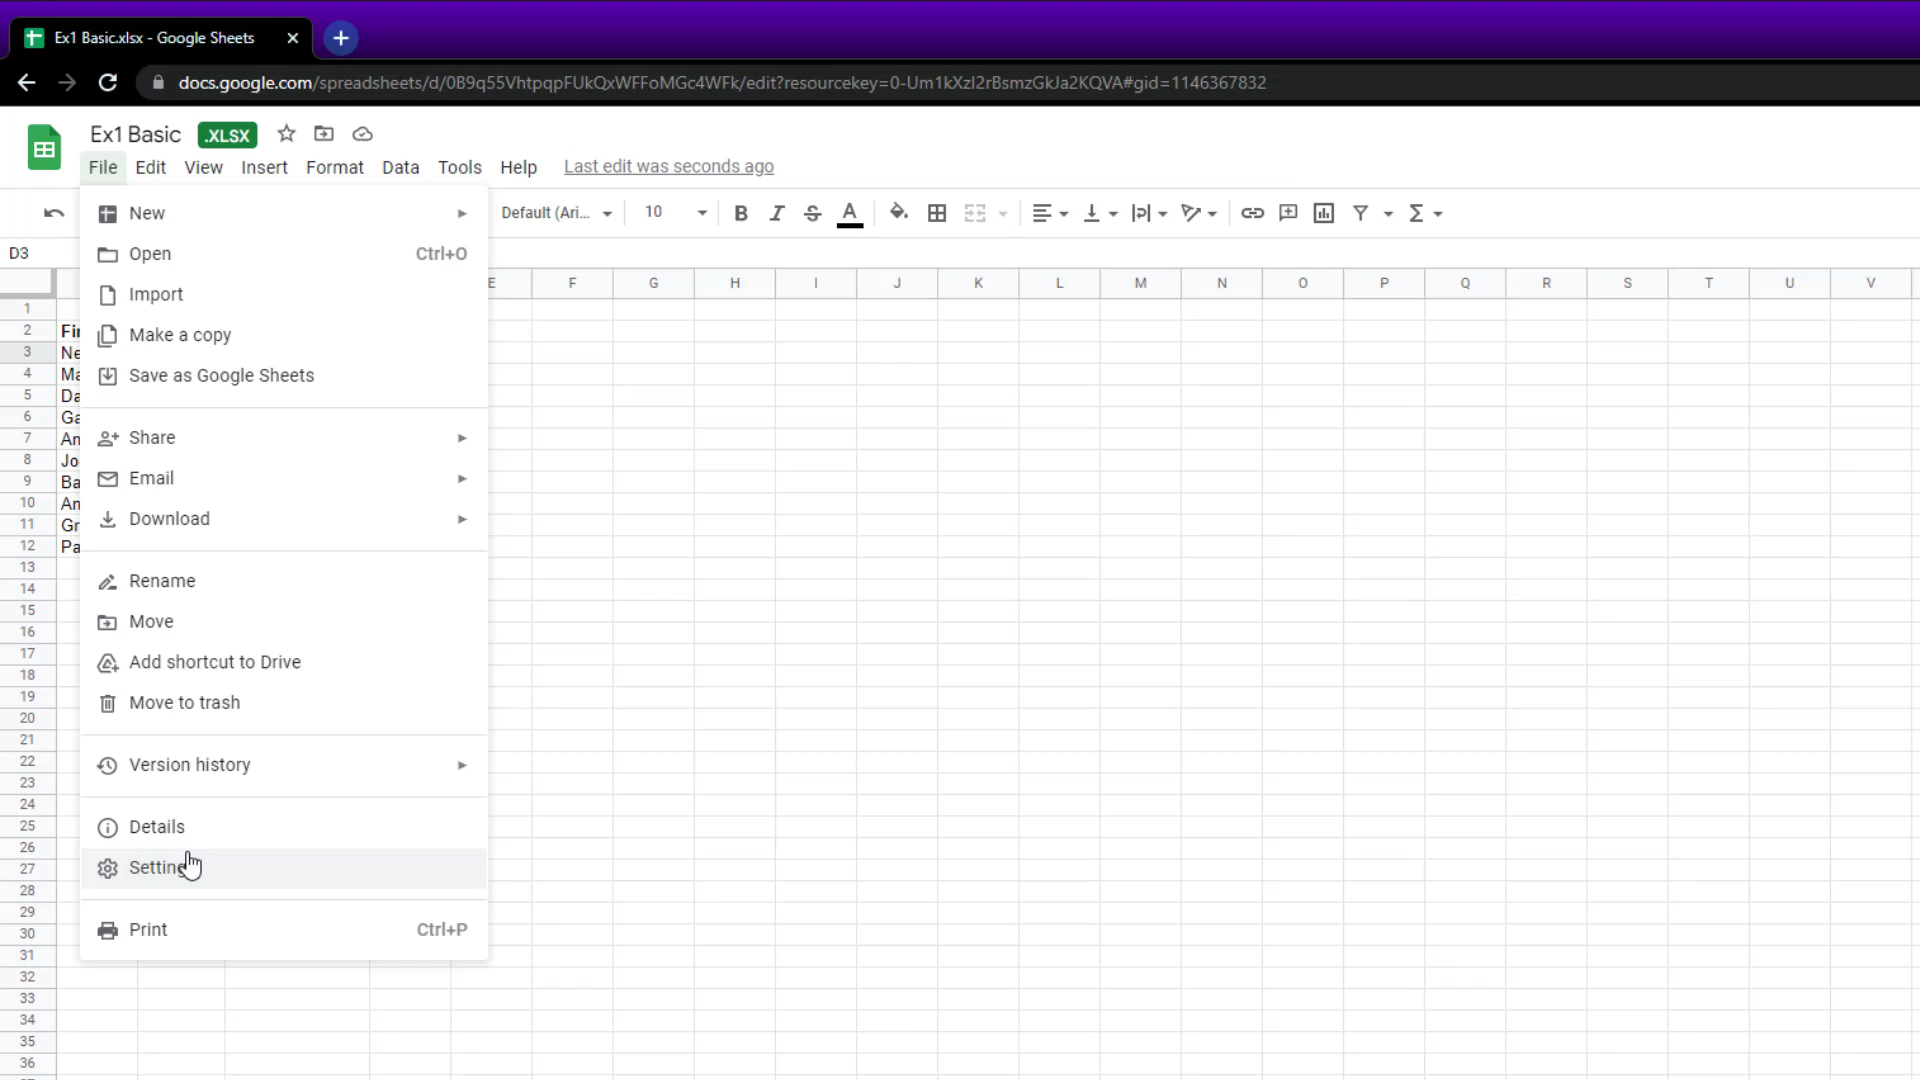 Ex1 Basic.xlsx - Google Sheets
docs.google.com/spreadsheets/d/0B9q55VhtpqpFUkQxWFFoMGc4WFk/edit?resourcekey=0-Um1kXzl2rBsmzGkJa2KQVA#gid=1146367832
Ex1 Basic .XLSX
File Edit View Insert Format Data Tools Help Last edit was seconds ago
Default (Ari... 10 B I S A
D3
New
Open Ctrl+O
Import
Make a copy
Save as Google Sheets
Share
Email
Download
Rename
Move
Add shortcut to Drive
Move to trash
Version history
Details
Setting
Print Ctrl+P
E F G H I J K L M N O P Q R S T U V
1
2 Fir
3 Ne
4 Ma
5 Da
6 Ga
7 An
8 Jo
9 Ba
10 An
11 Gr
12 Pa
13
14
15
16
17
18
19
20
21
22
23
24
25
26
27
28
29
30
31
32
33
34
35
36